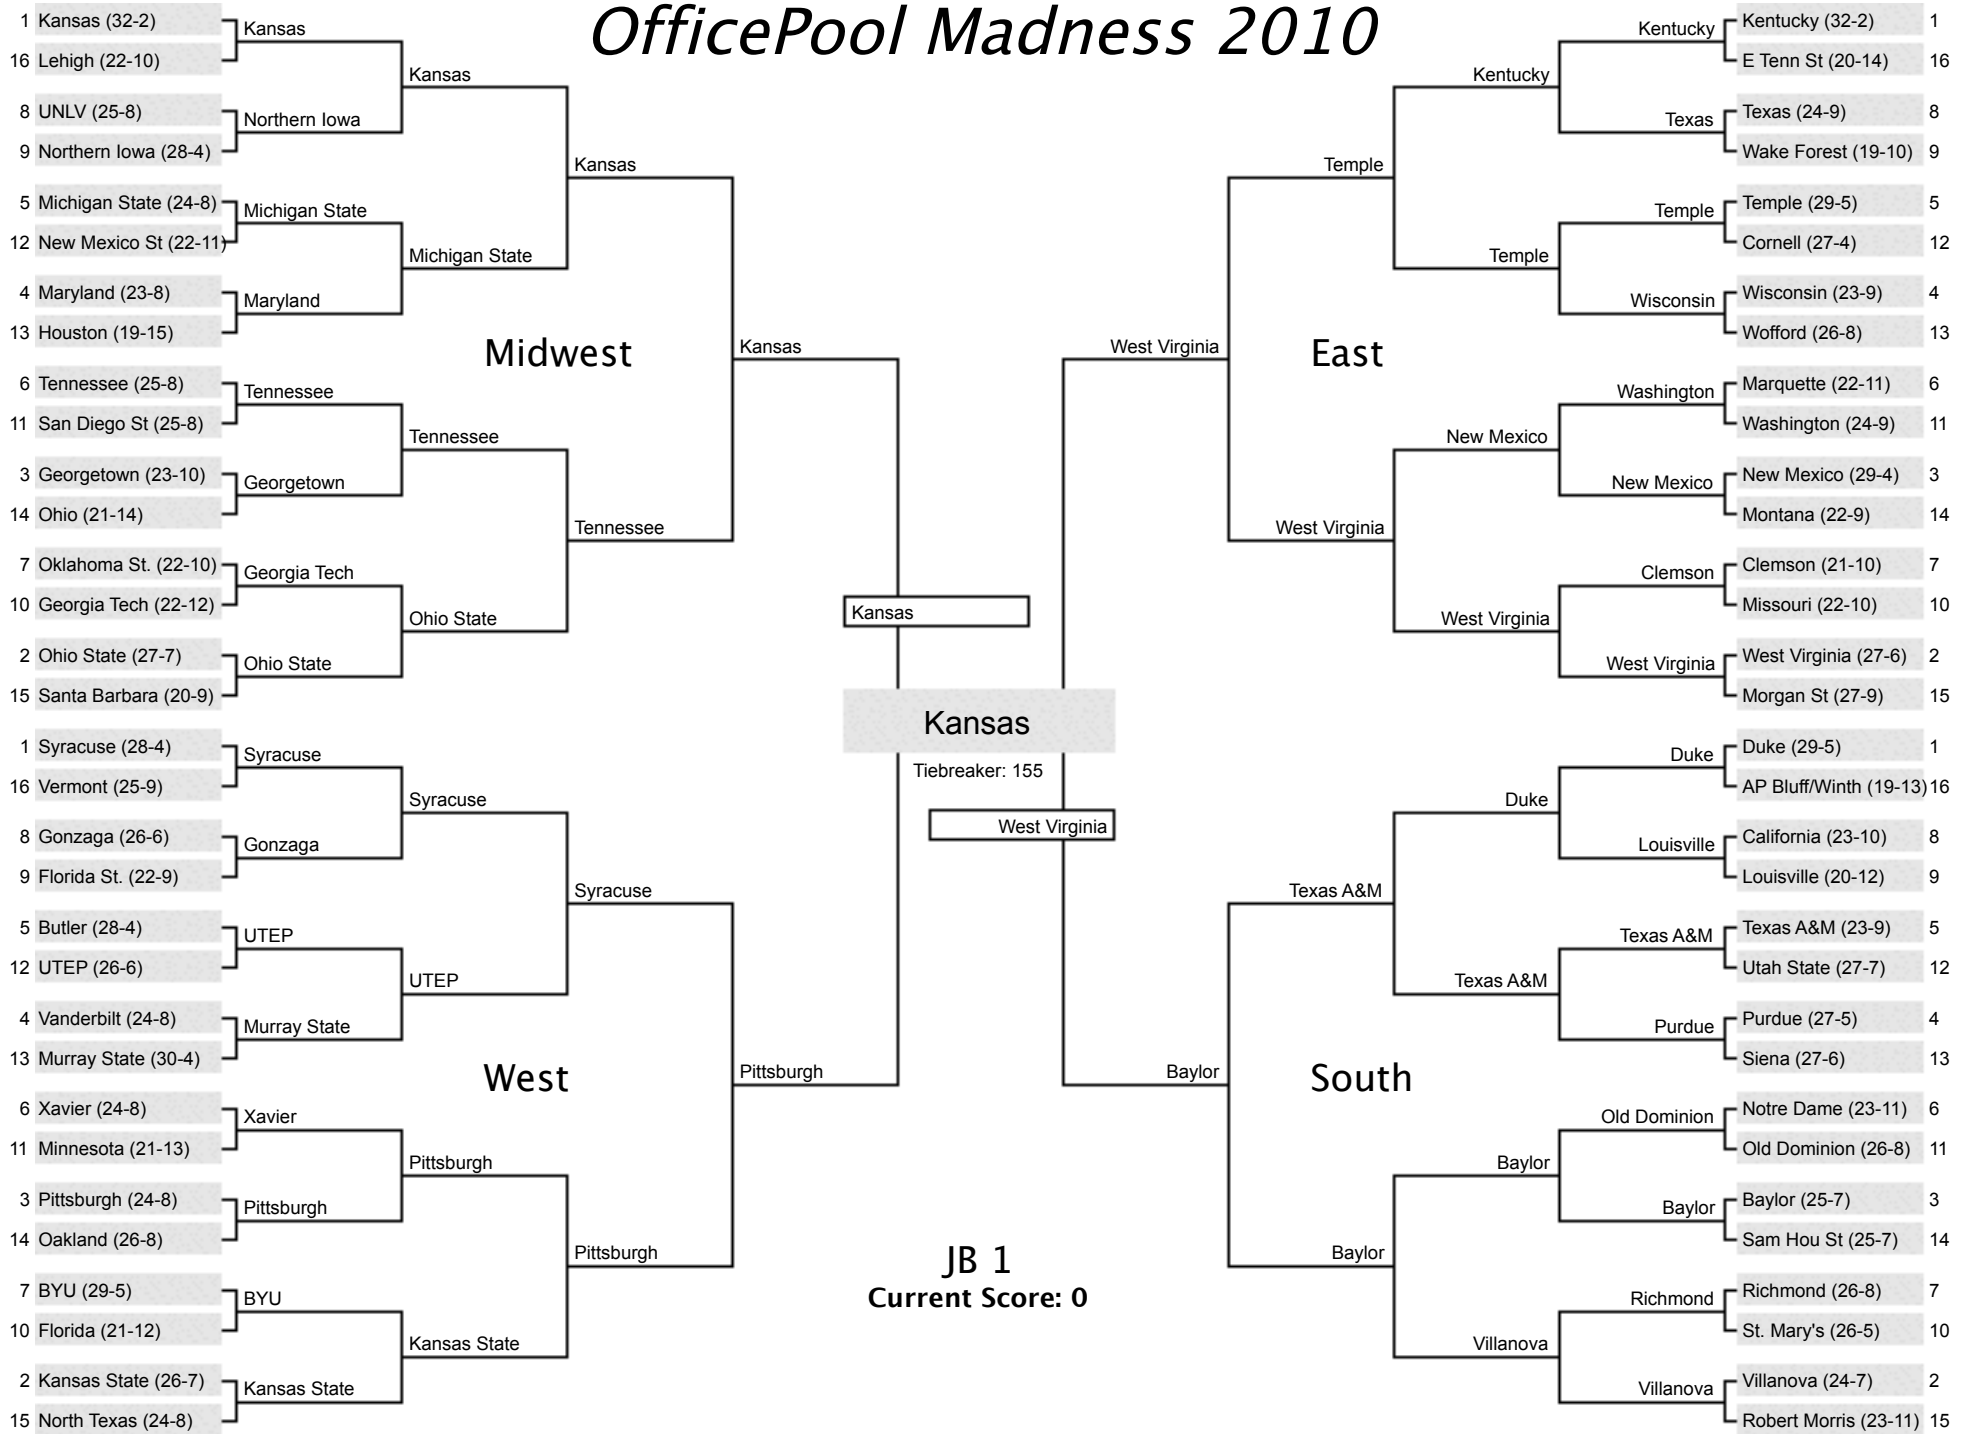 OfficePool Madness 2010
1 Kansas (32-2)
16 Lehigh (22-10)
8 UNLV (25-8)
9 Northern Iowa (28-4)
5 Michigan State (24-8)
12 New Mexico St (22-11)
4 Maryland (23-8)
13 Houston (19-15)
6 Tennessee (25-8)
11 San Diego St (25-8)
3 Georgetown (23-10)
14 Ohio (21-14)
7 Oklahoma St. (22-10)
10 Georgia Tech (22-12)
2 Ohio State (27-7)
15 Santa Barbara (20-9)
Kansas
Northern Iowa
Michigan State
Maryland
Tennessee
Georgetown
Georgia Tech
Ohio State
Kansas
Michigan State
Tennessee
Ohio State
Kansas
Tennessee
Kansas
Midwest
1 Syracuse (28-4)
16 Vermont (25-9)
8 Gonzaga (26-6)
9 Florida St. (22-9)
5 Butler (28-4)
12 UTEP (26-6)
4 Vanderbilt (24-8)
13 Murray State (30-4)
6 Xavier (24-8)
11 Minnesota (21-13)
3 Pittsburgh (24-8)
14 Oakland (26-8)
7 BYU (29-5)
10 Florida (21-12)
2 Kansas State (26-7)
15 North Texas (24-8)
Syracuse
Gonzaga
UTEP
Murray State
Xavier
Pittsburgh
BYU
Kansas State
Syracuse
UTEP
Pittsburgh
Kansas State
Syracuse
Pittsburgh
Pittsburgh
West
Kansas
Kansas
Tiebreaker: 155
West Virginia
JB 1
Current Score: 0
Kentucky (32-2) 1
E Tenn St (20-14) 16
Texas (24-9) 8
Wake Forest (19-10) 9
Temple (29-5) 5
Cornell (27-4) 12
Wisconsin (23-9) 4
Wofford (26-8) 13
Marquette (22-11) 6
Washington (24-9) 11
New Mexico (29-4) 3
Montana (22-9) 14
Clemson (21-10) 7
Missouri (22-10) 10
West Virginia (27-6) 2
Morgan St (27-9) 15
Kentucky
Texas
Temple
Wisconsin
Washington
New Mexico
Clemson
West Virginia
Kentucky
Temple
New Mexico
West Virginia
Temple
West Virginia
West Virginia
East
Duke (29-5) 1
AP Bluff/Winth (19-13) 16
California (23-10) 8
Louisville (20-12) 9
Texas A&M (23-9) 5
Utah State (27-7) 12
Purdue (27-5) 4
Siena (27-6) 13
Notre Dame (23-11) 6
Old Dominion (26-8) 11
Baylor (25-7) 3
Sam Hou St (25-7) 14
Richmond (26-8) 7
St. Mary's (26-5) 10
Villanova (24-7) 2
Robert Morris (23-11) 15
Duke
Louisville
Texas A&M
Purdue
Old Dominion
Baylor
Richmond
Villanova
Duke
Texas A&M
Baylor
Villanova
Texas A&M
Baylor
Baylor
South